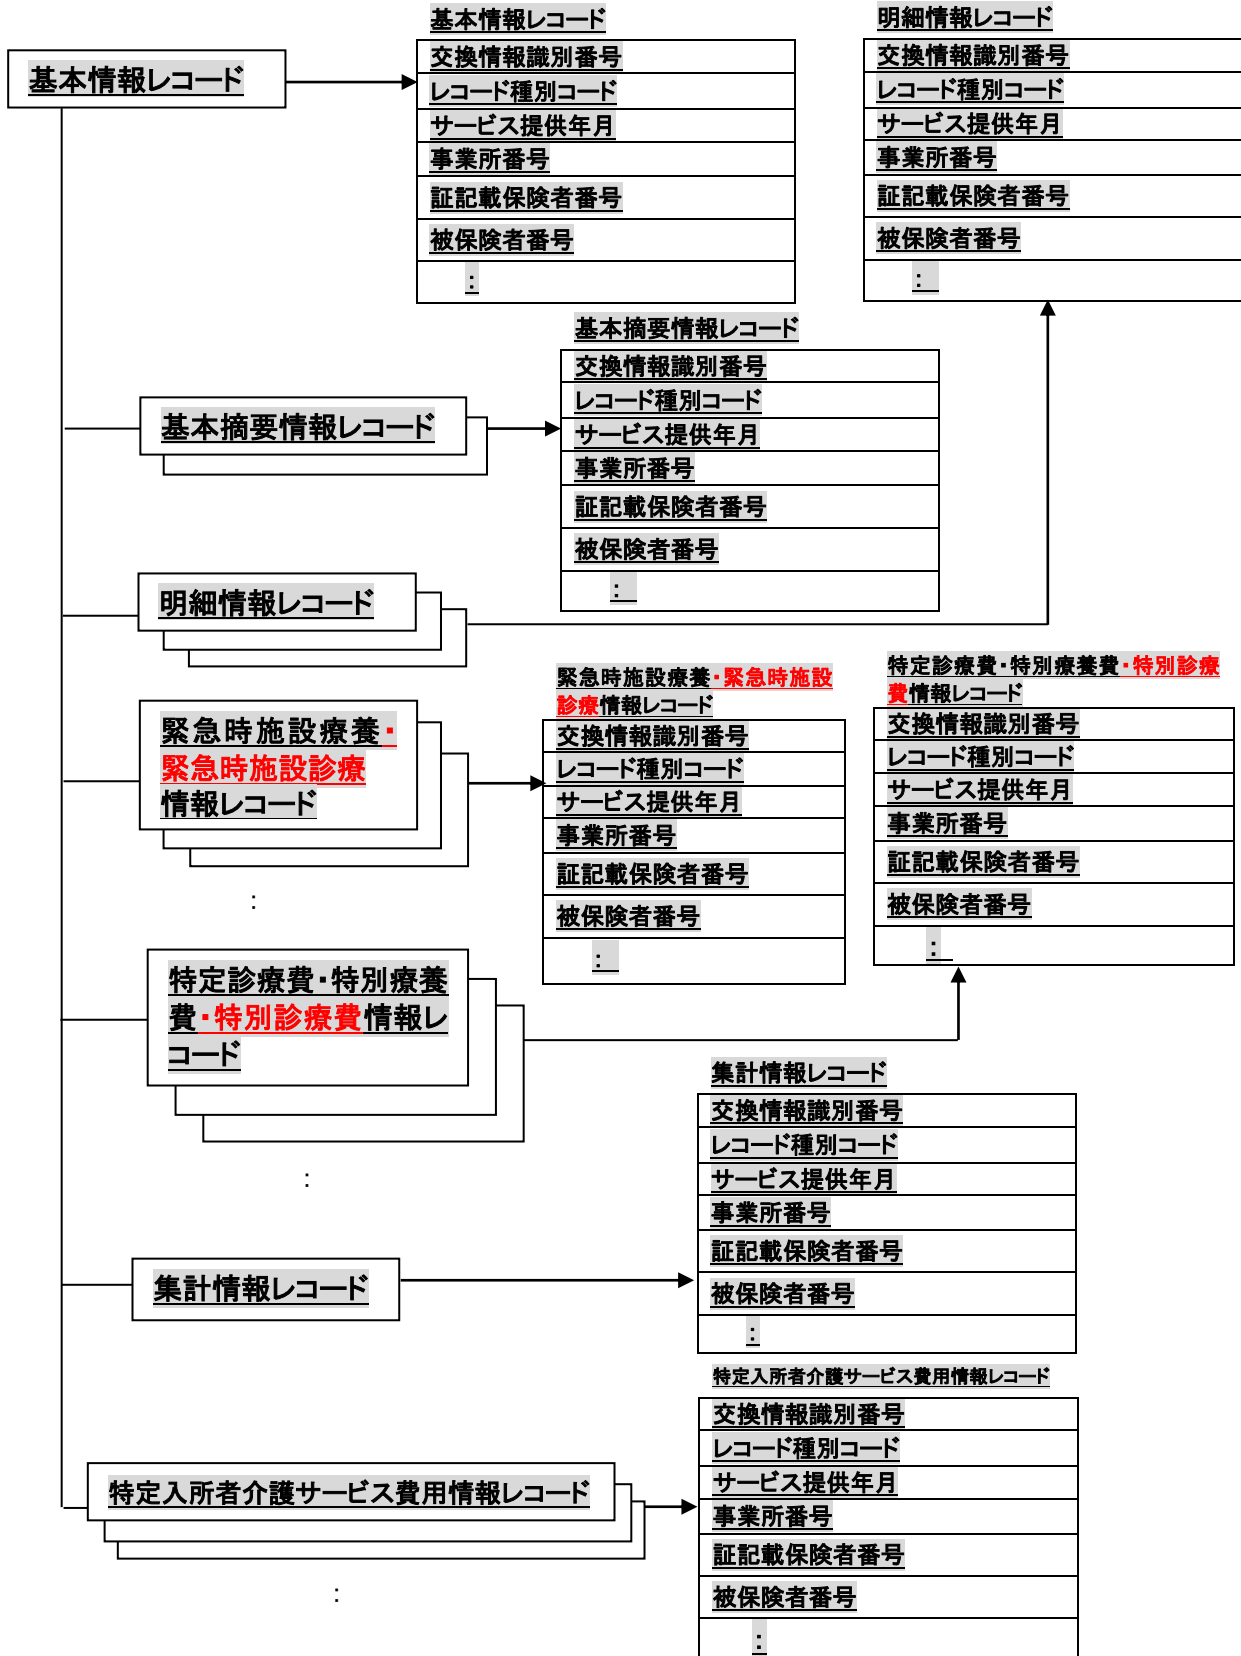 基本情報レコード
基本情報レコード
交換情報識別番号
レコード種別コード
サービス提供年月
事業所番号
証記載保険者番号
被保険者番号
:
明細情報レコード
交換情報識別番号
レコード種別コード
サービス提供年月
事業所番号
証記載保険者番号
被保険者番号
:
基本摘要情報レコード
基本摘要情報レコード
交換情報識別番号
レコード種別コード
サービス提供年月
事業所番号
証記載保険者番号
被保険者番号
:
明細情報レコード
緊急時施設療養・
緊急時施設診療
情報レコード
:
緊急時施設療養・緊急時施設
診療情報レコード
交換情報識別番号
レコード種別コード
サービス提供年月
事業所番号
証記載保険者番号
被保険者番号
:
特定診療費・特別療養費・特別診療
費情報レコード
交換情報識別番号
レコード種別コード
サービス提供年月
事業所番号
証記載保険者番号
被保険者番号
:
特定診療費・特別療養
費・特別診療費情報レ
コード
:
集計情報レコード
集計情報レコード
交換情報識別番号
レコード種別コード
サービス提供年月
事業所番号
証記載保険者番号
被保険者番号
:
特定入所者介護サービス費用情報レコード
:
特定入所者介護サービス費用情報レコード
交換情報識別番号
レコード種別コード
サービス提供年月
事業所番号
証記載保険者番号
被保険者番号
: